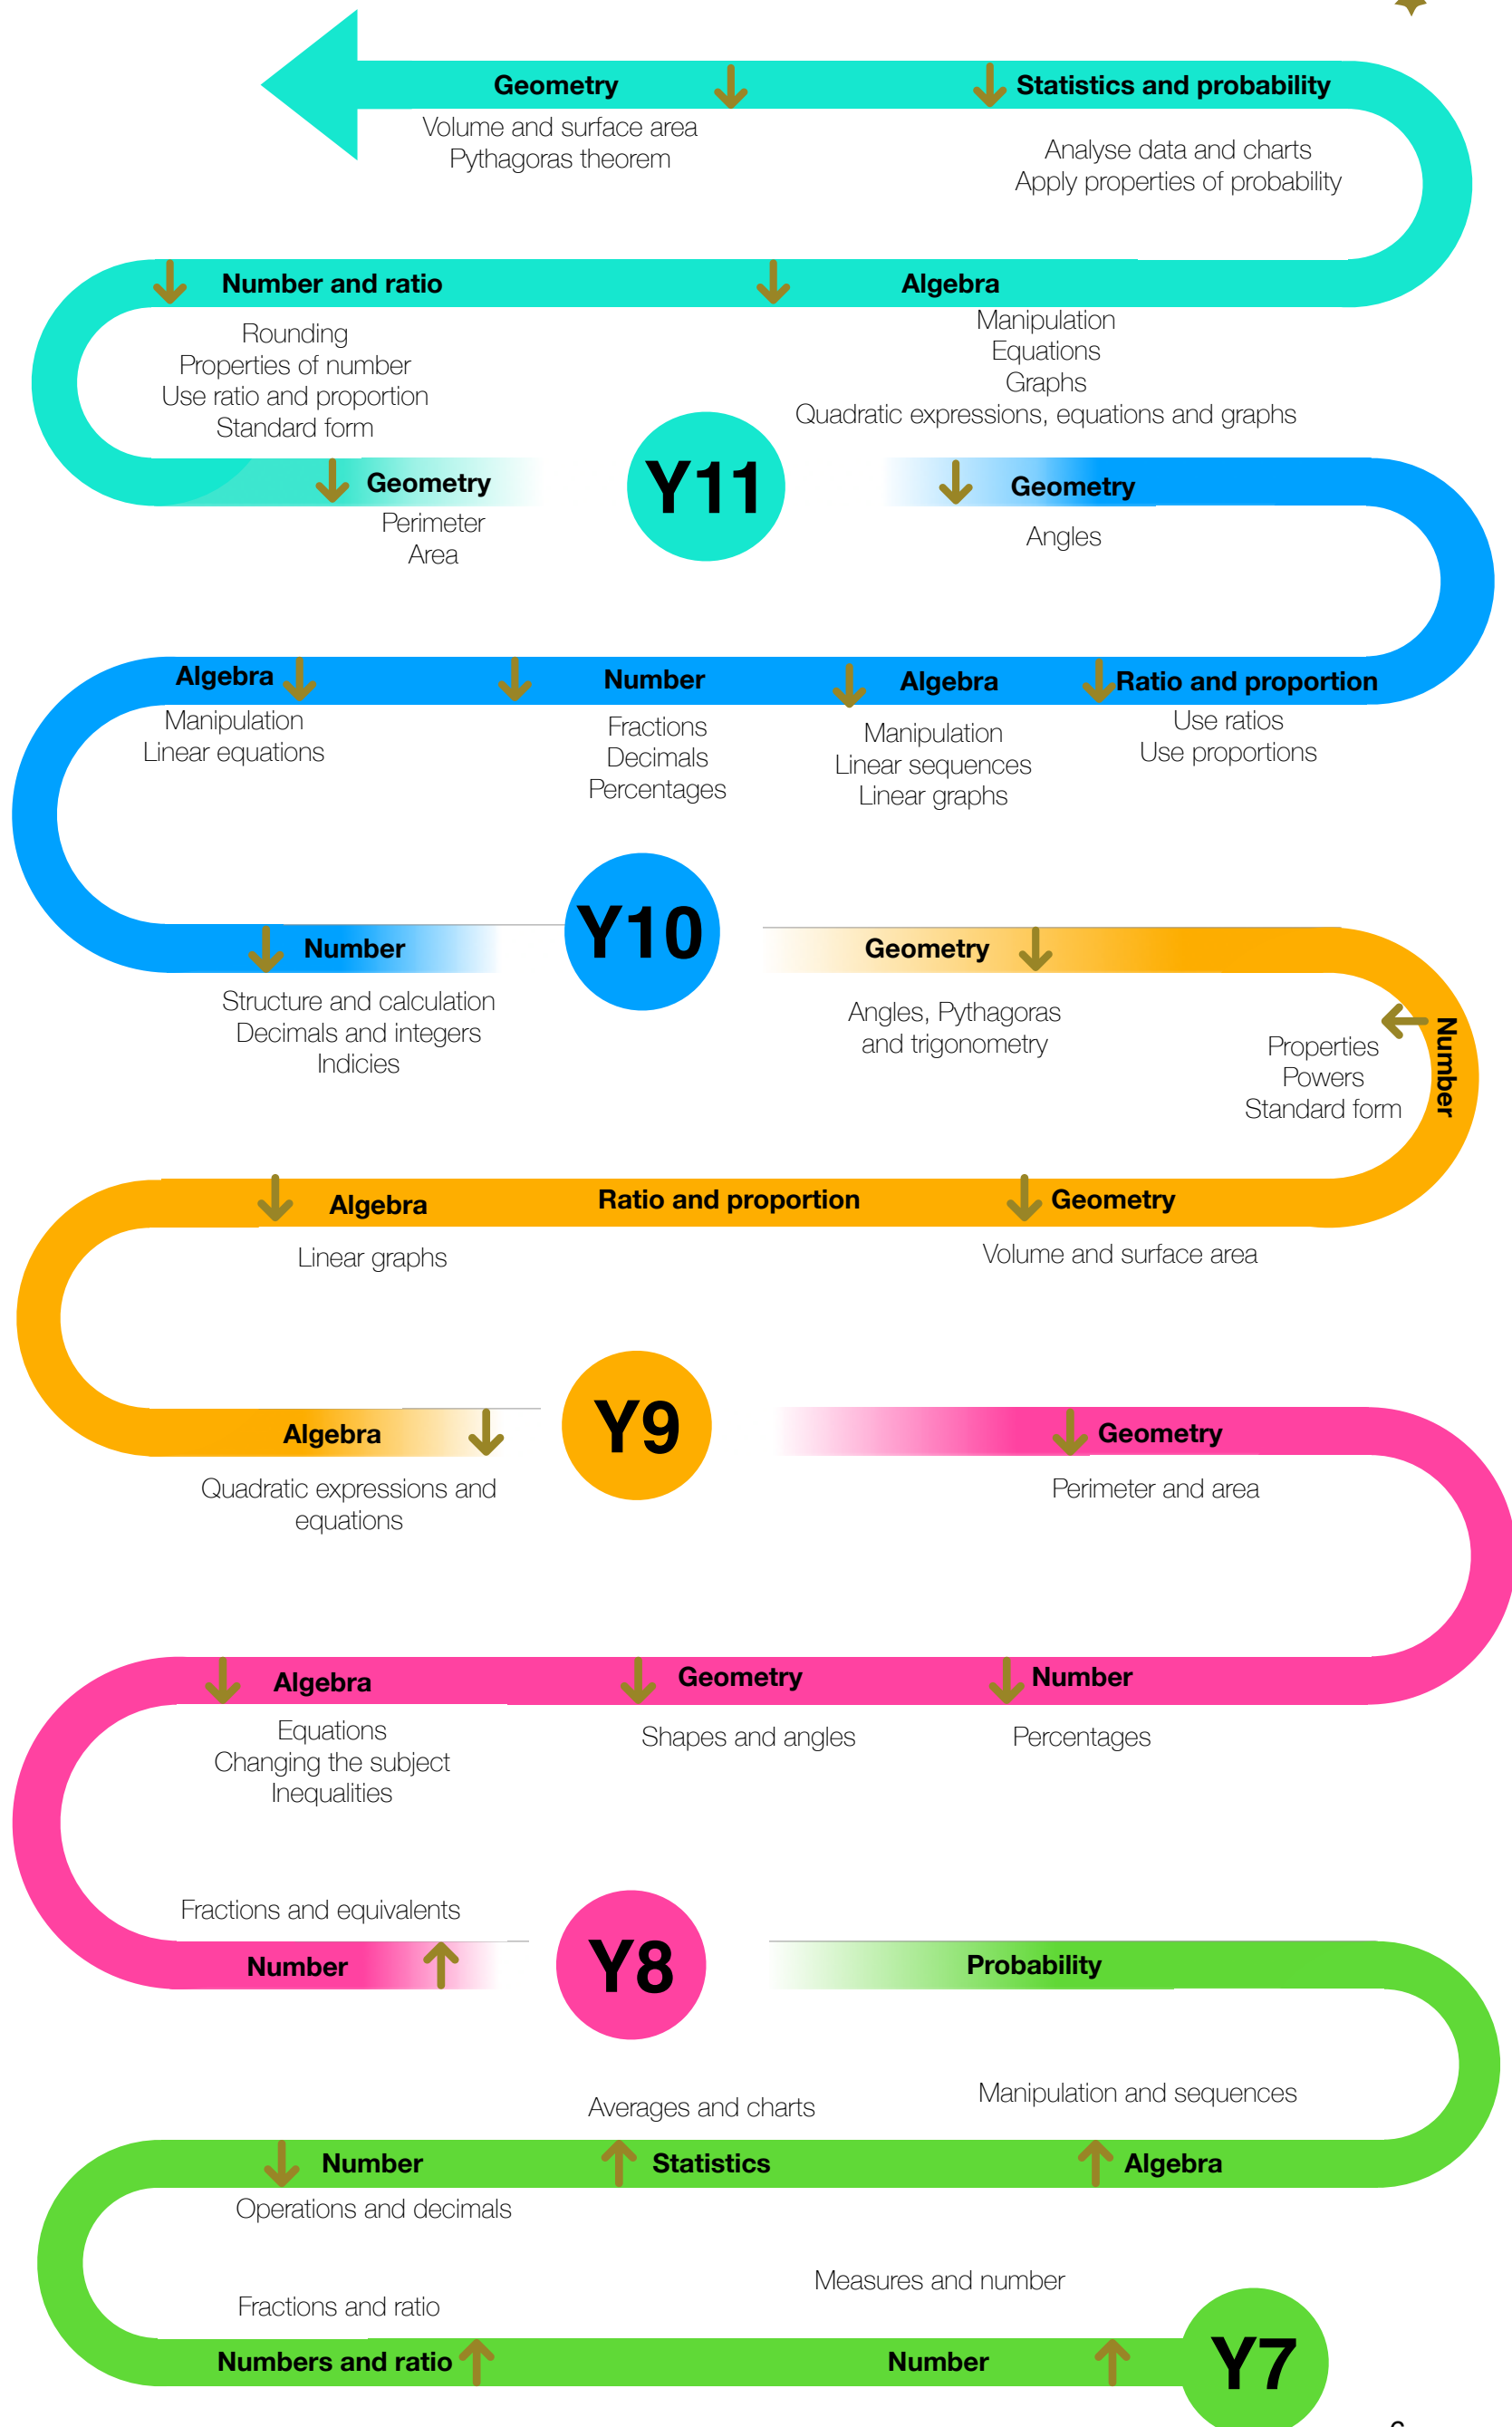 Geometry
Statistics and probability
Volume and surface area
Pythagoras theorem
Analyse data and charts
Apply properties of probability
Number and ratio
Algebra
Rounding
Properties of number
Use ratio and proportion
Standard form
Manipulation
Equations
Graphs
Quadratic expressions, equations and graphs
Geometry
Perimeter
Area
Y11
Geometry
Angles
Algebra
Manipulation
Linear equations
Number
Fractions
Decimals
Percentages
Algebra
Manipulation
Linear sequences
Linear graphs
Ratio and proportion
Use ratios
Use proportions
Number
Structure and calculation
Decimals and integers
Indicies
Y10
Geometry
Angles, Pythagoras
and trigonometry
Number
Properties
Powers
Standard form
Algebra
Linear graphs
Ratio and proportion
Geometry
Volume and surface area
Algebra
Quadratic expressions and
equations
Y9
Geometry
Perimeter and area
Algebra
Equations
Changing the subject
Inequalities
Geometry
Shapes and angles
Number
Percentages
Fractions and equivalents
Number
Y8
Probability
Averages and charts
Manipulation and sequences
Number
Statistics
Algebra
Operations and decimals
Fractions and ratio
Measures and number
Numbers and ratio
Number
Y7